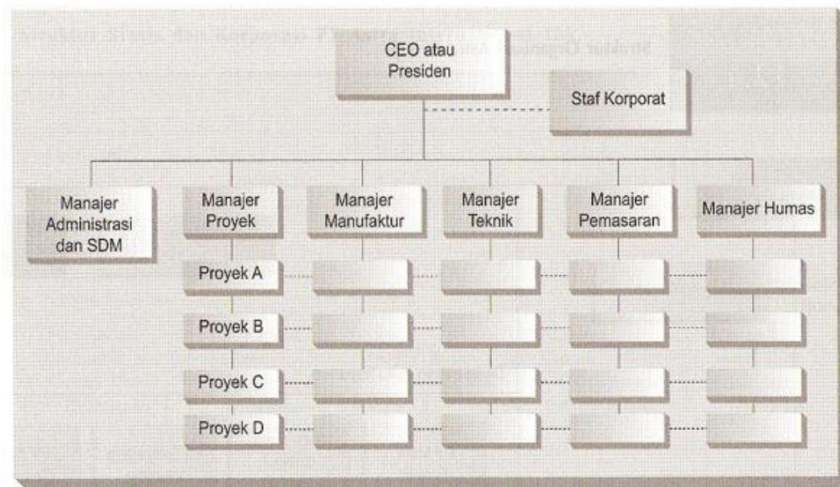 CEO atau
Presiden
Staf Korporat
Manajer
Administrasi
dan SDM
Manajer
Proyek
Manajer
Manufaktur
Manajer
Teknik
Manajer
Pemasaran
Manajer Humas
Proyek A
Proyek B
Proyek C
Proyek D